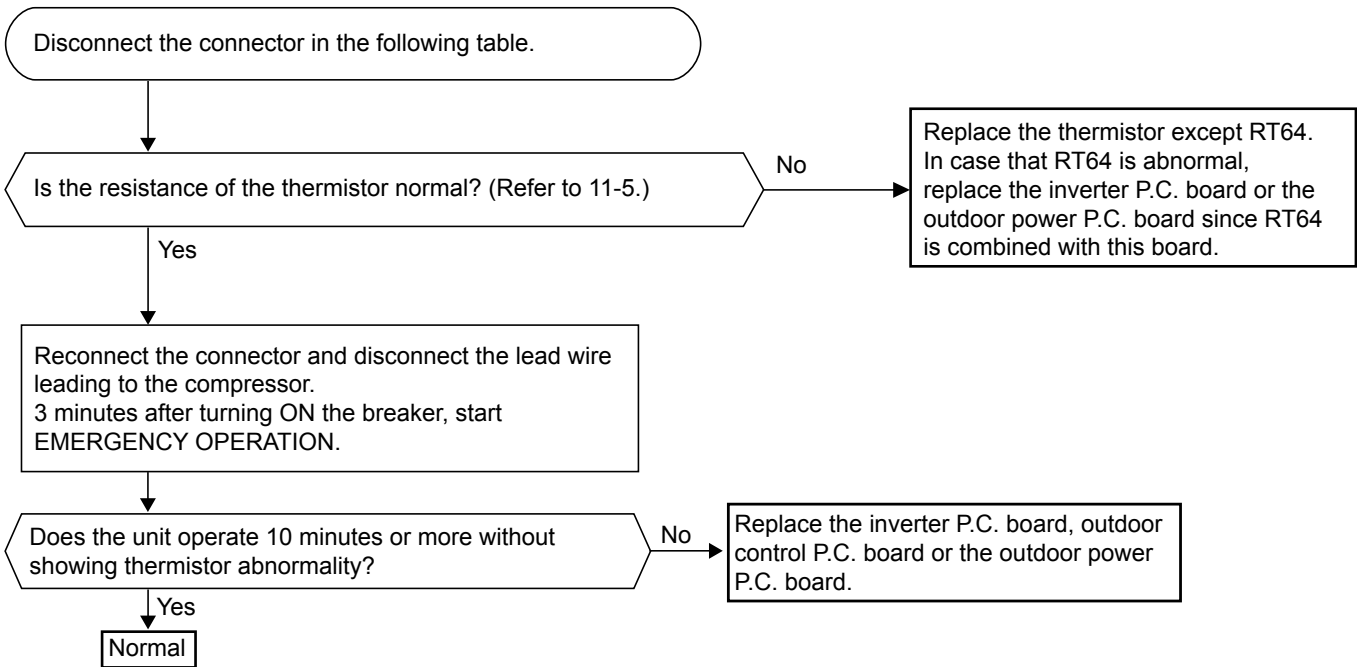 Disconnect the connector in the following table.
Is the resistance of the thermistor normal? (Refer to 11-5.)
No
Replace the thermistor except RT64.
In case that RT64 is abnormal,
replace the inverter P.C. board or the
outdoor power P.C. board since RT64
is combined with this board.
Yes
Reconnect the connector and disconnect the lead wire
leading to the compressor.
3 minutes after turning ON the breaker, start
EMERGENCY OPERATION.
Does the unit operate 10 minutes or more without
showing thermistor abnormality?
No
Replace the inverter P.C. board, outdoor
control P.C. board or the outdoor power
P.C. board.
Yes
Normal